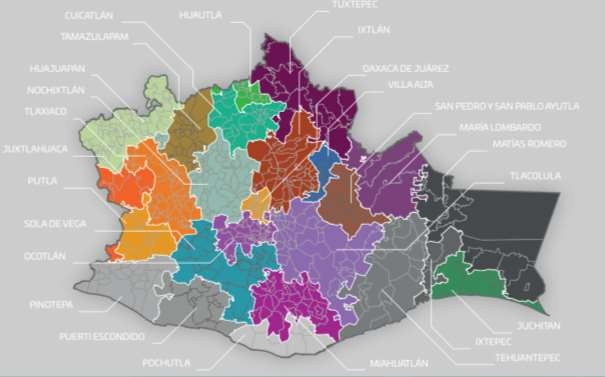 CUICATLÁN
HUAUTLA
TUXTEPEC
TAMAZULAPAM
IXTLÁN
HUAJUAPAN
OAXACA DE JUÁREZ
NOCHIXTLÁN
VILLA ALTA
TLAXIACO
SAN PEDRO Y SAN PABLO AYUTLA
MARÍA LOMBARDO
JUXTLAHUACA
MATÍAS ROMERO
PUTLA
TLACOLULA
SOLA DE VEGA
OCOTLÁN
PINOTEPA
PUERTI ESCONDIDO
POCHUTLA
MIAHUATLÁN
JUCHITAN
IXTEPEC
TEHUANTEPEC